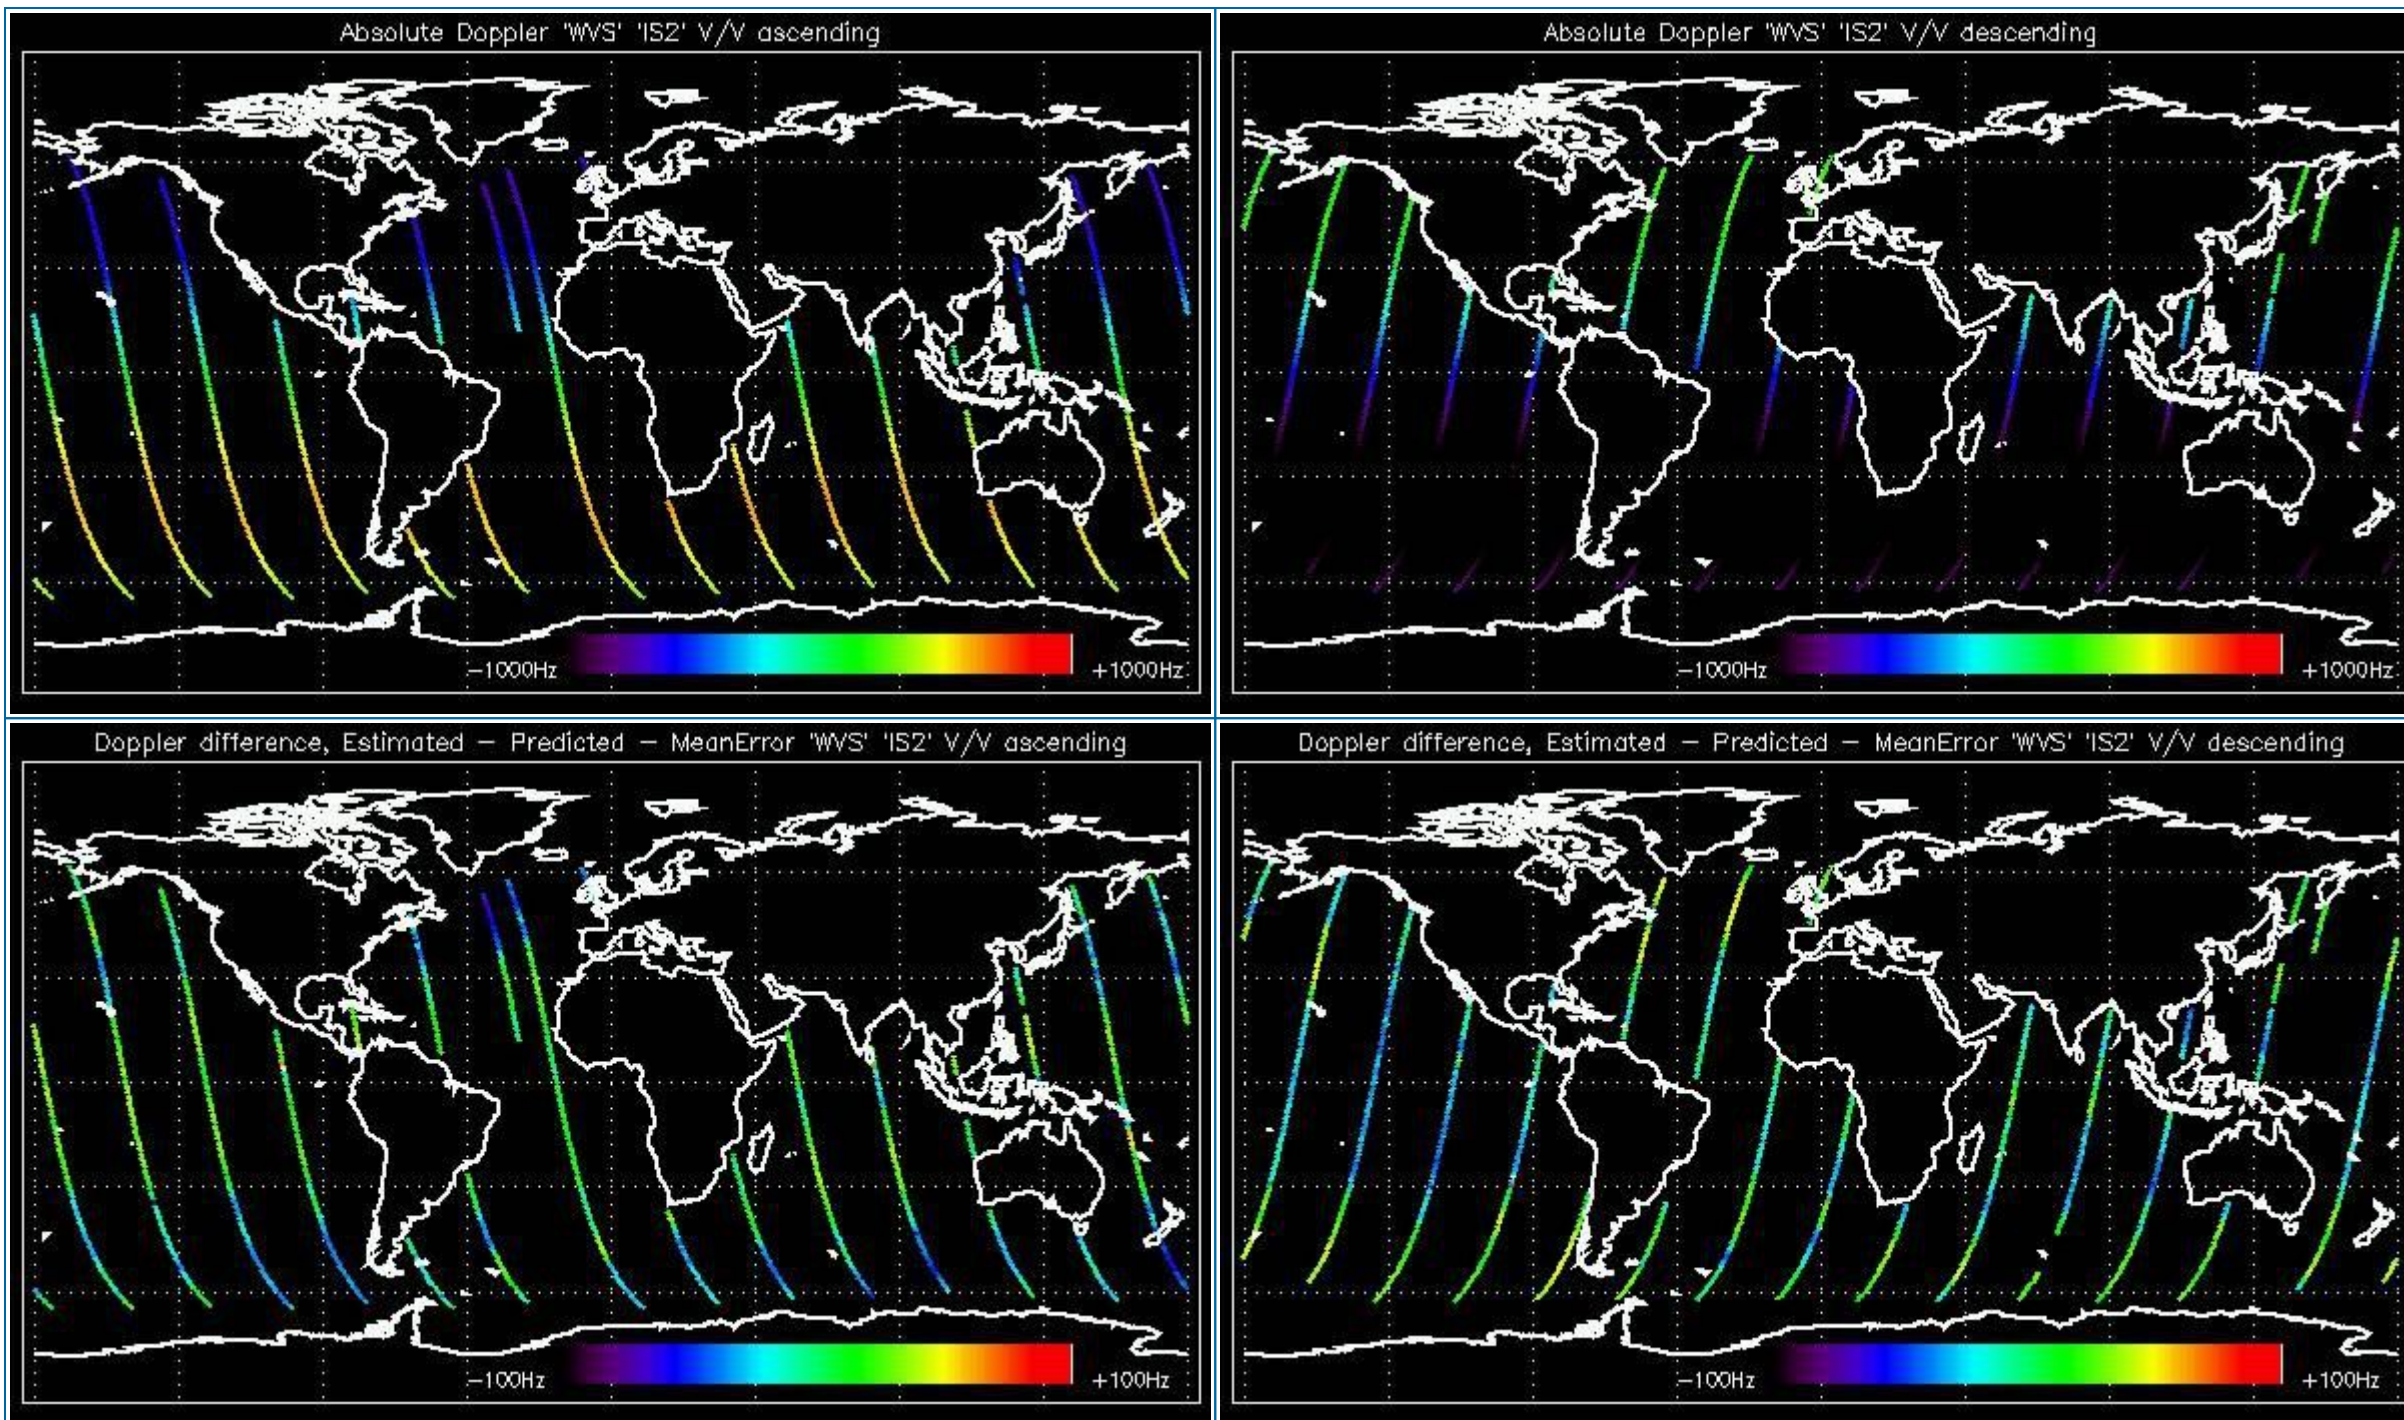 Absolute Doppler 'WVS' 'IS2' V/V ascending
-1000Hz
+1000Hz
Absolute Doppler 'WVS' 'IS2' V/V descending
-1000Hz
+1000Hz
Doppler difference, Estimated - Predicted - MeanError 'WVS' 'IS2' V/V ascending
-100Hz
+100Hz
Doppler difference, Estimated - Predicted - MeanError 'WVS' 'IS2' V/V descending
-100Hz
+100Hz